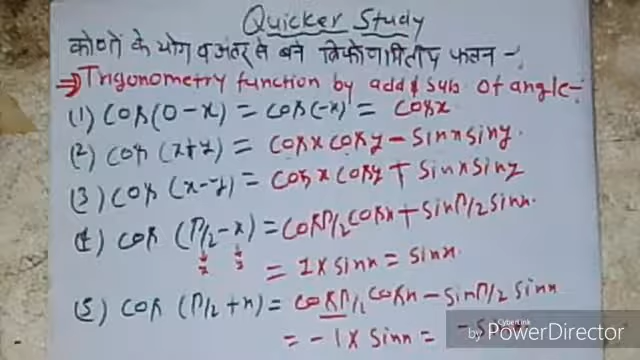 Quicker Study
कोणों के योग व अंतर से बने त्रिकोणमितीय फलन -:
⇒ Trigonometry function by add & sub of angle:-
(1) cos(0-x) = cos(-x) = cosx
(2) cos (x+y) = cosx cosy - sinx siny.
(3) cos (x-y) = cosx cosy + sinx siny
(4) cos (π/2 - x) = cosπ/2 cosx + sinπ/2 sinx.
x y
= 1 x sinx = sinx.
(5) cos (π/2 + x) = cosπ/2 cosx - sinπ/2 sinx
= -1 x sinx =
CyberLink
by PowerDirector